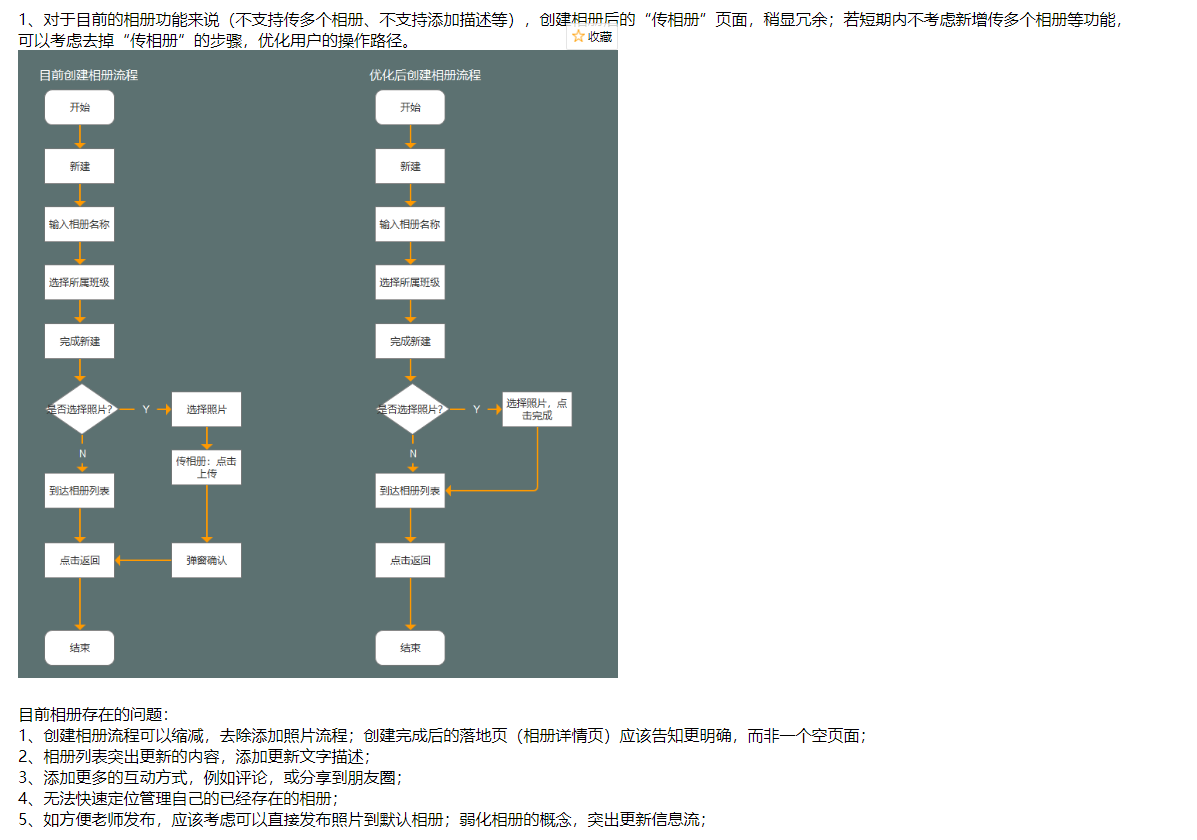 1、对于目前的相册功能来说（不支持传多个相册、不支持添加描述等），创建相册后的“传相册”页面，稍显冗余；若短期内不考虑新增传多个相册等功能，
可以考虑去掉“传相册”的步骤，优化用户的操作路径。
收藏
目前创建相册流程
开始
新建
输入相册名称
选择所属班级
完成新建
是否选择照片?
Y
选择照片
传相册：点击
上传
N
到达相册列表
点击返回
弹窗确认
结束
优化后创建相册流程
开始
新建
输入相册名称
选择所属班级
完成新建
是否选择照片?
Y
选择照片，点
击完成
N
到达相册列表
点击返回
结束
目前相册存在的问题：
1、创建相册流程可以缩减，去除添加照片流程；创建完成后的落地页（相册详情页）应该告知更明确，而非一个空页面；
2、相册列表突出更新的内容，添加更新文字描述；
3、添加更多的互动方式，例如评论，或分享到朋友圈；
4、无法快速定位管理自己的已经存在的相册；
5、如方便老师发布，应该考虑可以直接发布照片到默认相册；弱化相册的概念，突出更新信息流；